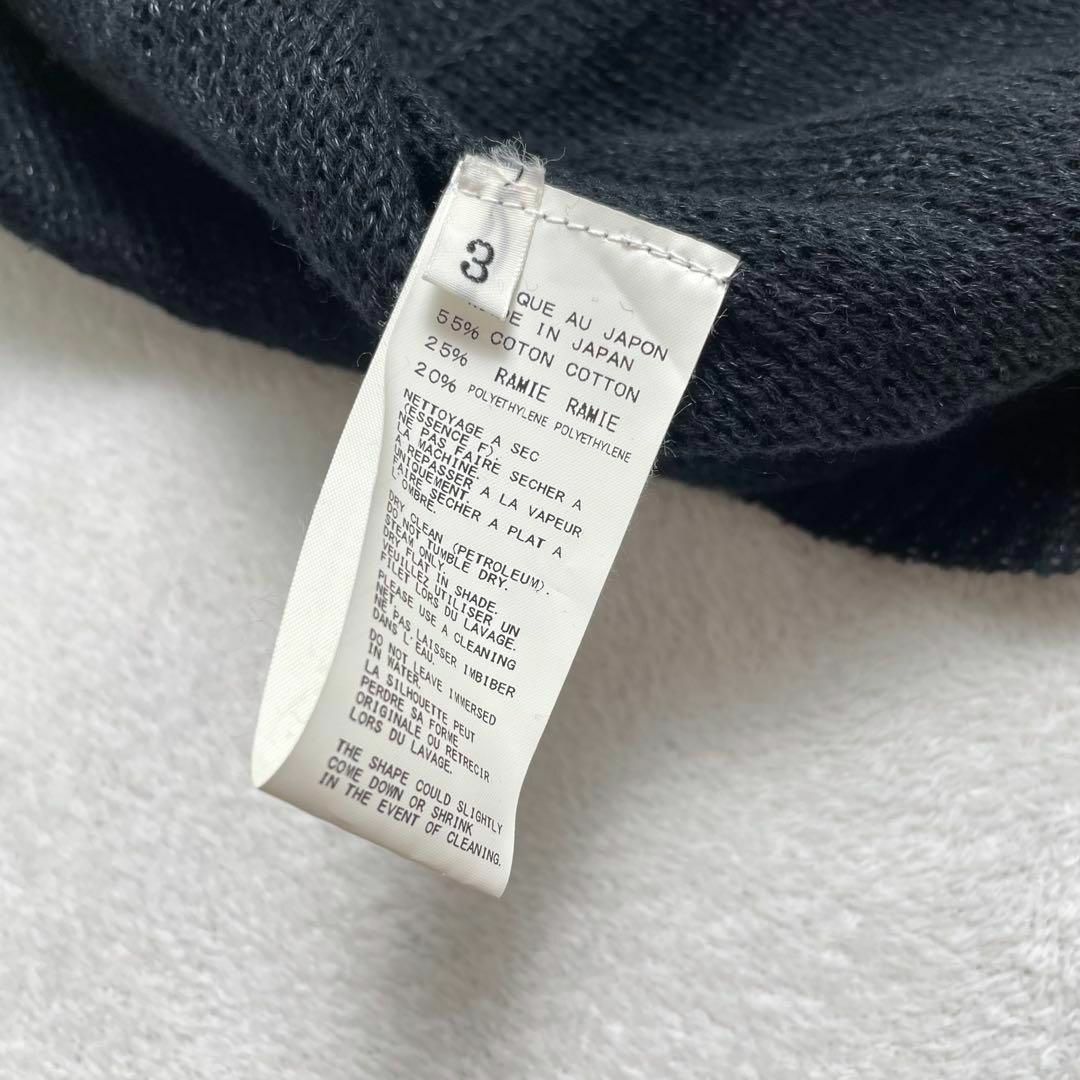 3
QUE AU JAPON
E IN JAPAN
55% COTON COTTON
25% RAMIE RAMIE
20% POLYETHYLENE POLYETHYLENE
NETTOYAGE A SEC
(ESSENCE F).
NE PAS FAIRE SECHER A
LA MACHINE.
A REPASSER A LA VAPEUR
UNIQUEMENT.
FAIRE SECHER A PLAT A
L'OMBRE.
DRY CLEAN (PETROLEUM).
DO NOT TUMBLE DRY.
STEAM ONLY.
DRY FLAT IN SHADE.
VEUILLEZ UTILISER UN
FILET LORS DU LAVAGE.
PLEASE USE A CLEANING
NET.
NE PAS LAISSER IMBIBER
DANS L'EAU.
DO NOT LEAVE IMMERSED
IN WATER.
LA SILHOUETTE PEUT
PERDRE SA FORME
ORIGINALE OU RETRECIR
LORS DU LAVAGE.
THE SHAPE COULD SLIGHTLY
COME DOWN OR SHRINK
IN THE EVENT OF CLEANING.